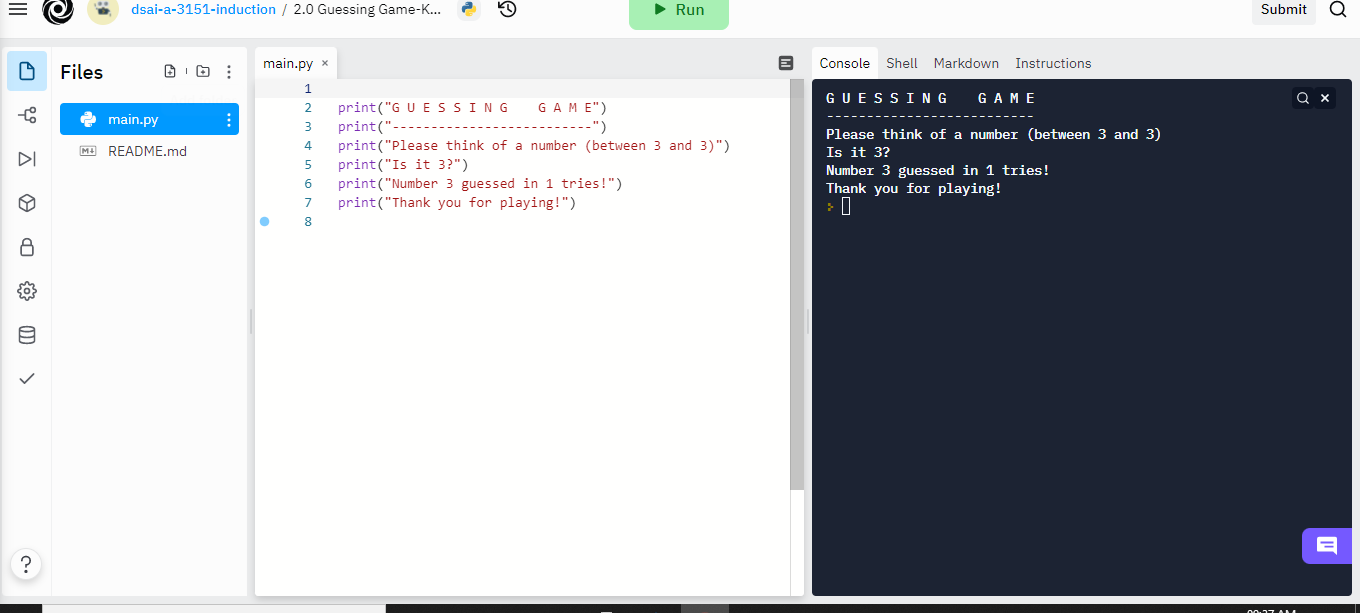 dsai-a-3151-induction / 2.0 Guessing Game-K...
Run
Submit
Files
main.py
README.md
main.py ×
1
2 print("G U E S S I N G    G A M E")
3 print("--------------------------")
4 print("Please think of a number (between 3 and 3)")
5 print("Is it 3?")
6 print("Number 3 guessed in 1 tries!")
7 print("Thank you for playing!")
8
Console Shell Markdown Instructions
G U E S S I N G    G A M E
--------------------------
Please think of a number (between 3 and 3)
Is it 3?
Number 3 guessed in 1 tries!
Thank you for playing!
?